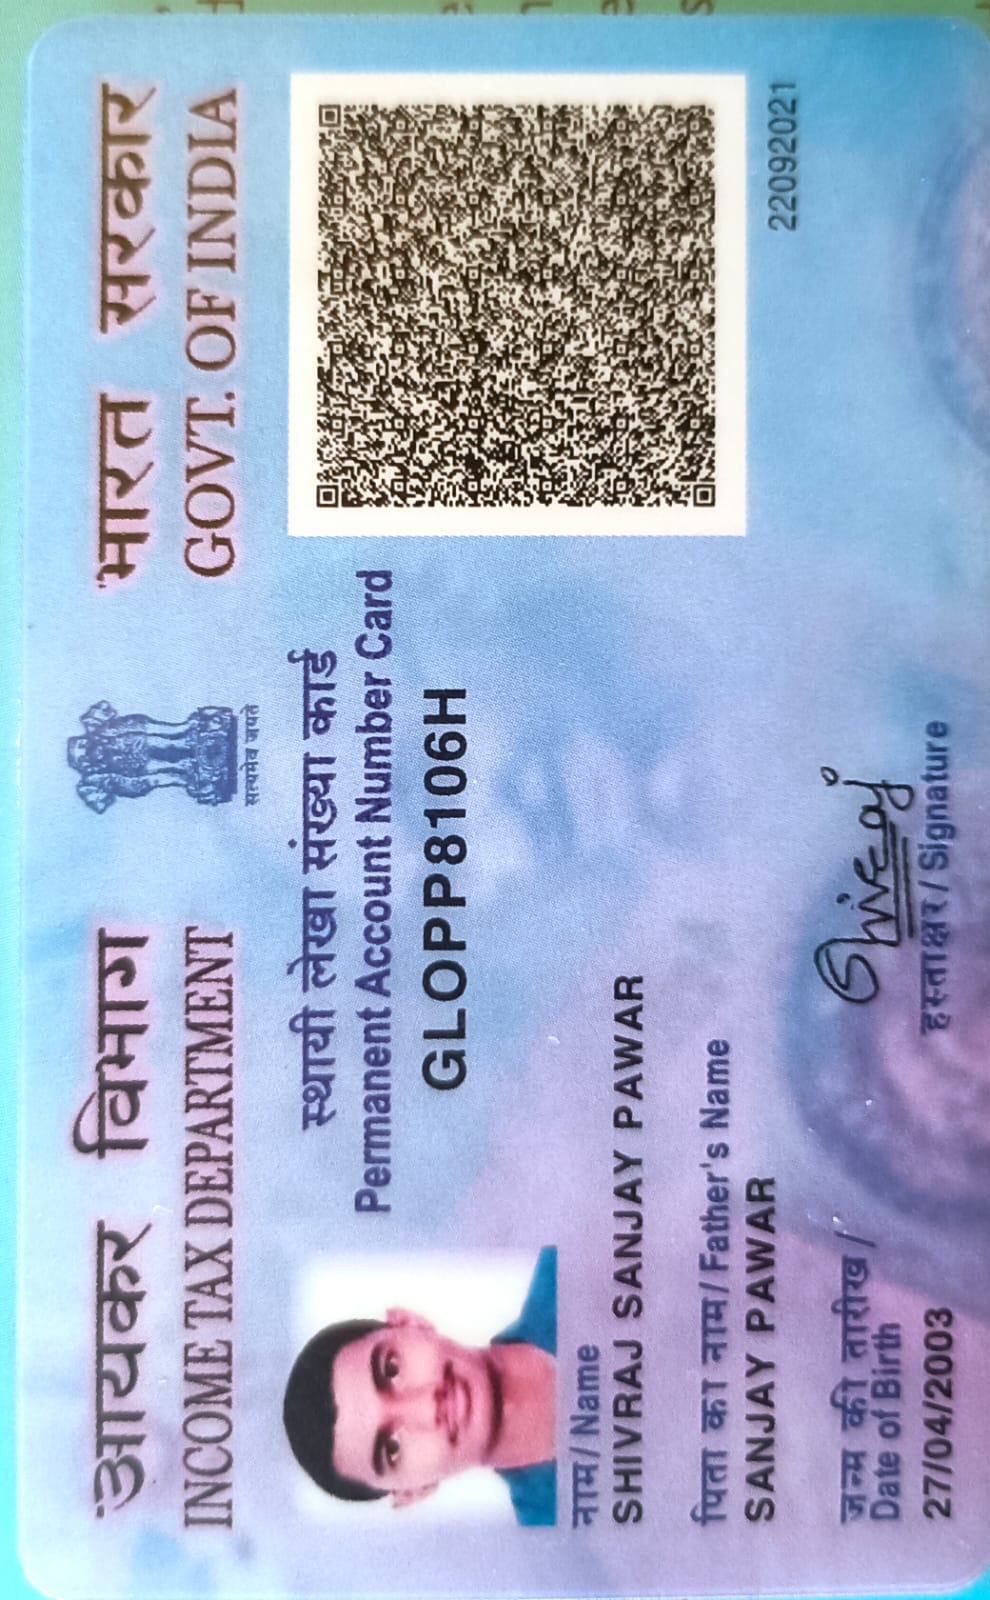 आयकर विभाग
INCOME TAX DEPARTMENT
सत्यमेव जयते
भारत सरकार
GOVT. OF INDIA
स्थायी लेखा संख्या कार्ड
Permanent Account Number Card
GLOPP8106H
नाम / Name
SHIVRAJ SANJAY PAWAR
पिता का नाम / Father's Name
SANJAY PAWAR
जन्म की तारीख /
Date of Birth
27/04/2003
Shivraj
हस्ताक्षर / Signature
22092021